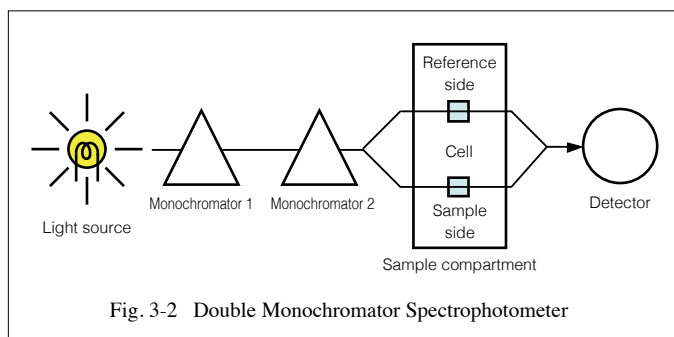 Reference
side
Cell
Sample
side
Monochromator 1
Monochromator 2
Light source
Detector
Sample compartment
Fig. 3-2 Double Monochromator Spectrophotometer